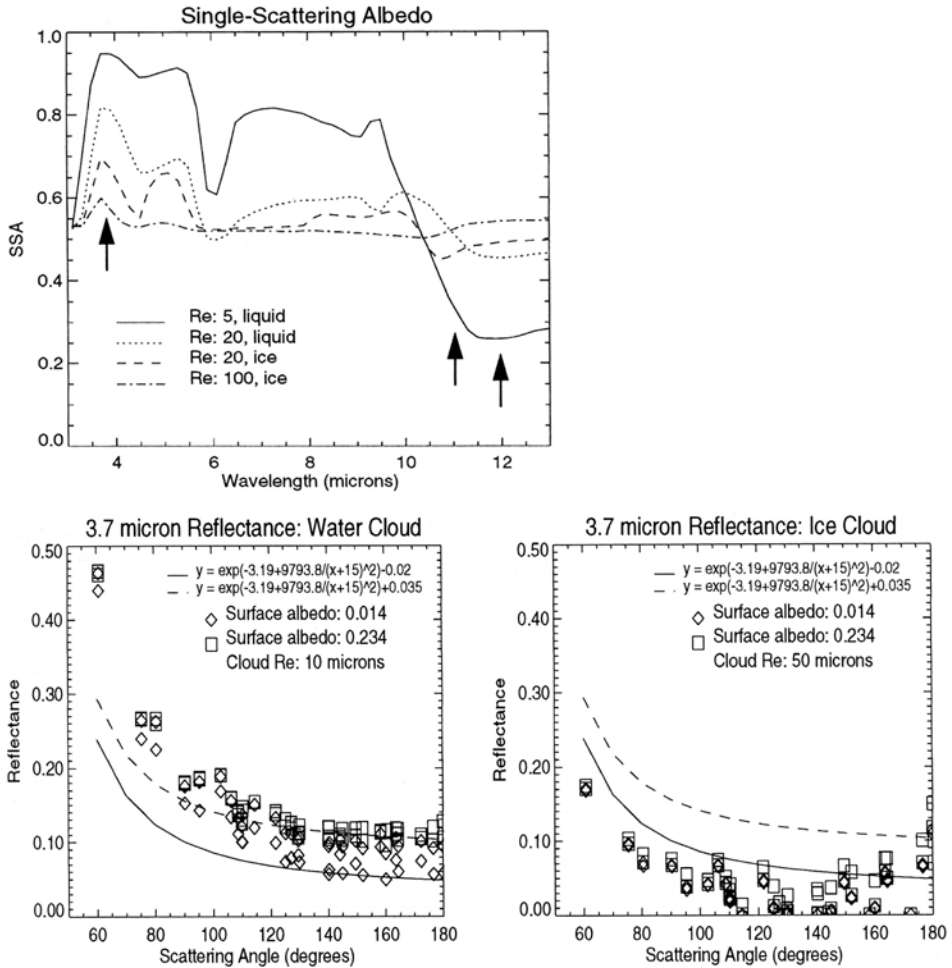 Single-Scattering Albedo
1.0
0.8
0.6
0.4
0.2
0.0
SSA
Re: 5, liquid
Re: 20, liquid
Re: 20, ice
Re: 100, ice
4 6 8 10 12
Wavelength (microns)
3.7 micron Reflectance: Water Cloud
0.50
0.40
0.30
0.20
0.10
0.00
Reflectance
y = exp(-3.19+9793.8/(x+15)^2)-0.02
y = exp(-3.19+9793.8/(x+15)^2)+0.035
Surface albedo: 0.014
Surface albedo: 0.234
Cloud Re: 10 microns
60 80 100 120 140 160 180
Scattering Angle (degrees)
3.7 micron Reflectance: Ice Cloud
0.50
0.40
0.30
0.20
0.10
0.00
Reflectance
y = exp(-3.19+9793.8/(x+15)^2)-0.02
y = exp(-3.19+9793.8/(x+15)^2)+0.035
Surface albedo: 0.014
Surface albedo: 0.234
Cloud Re: 50 microns
60 80 100 120 140 160 180
Scattering Angle (degrees)